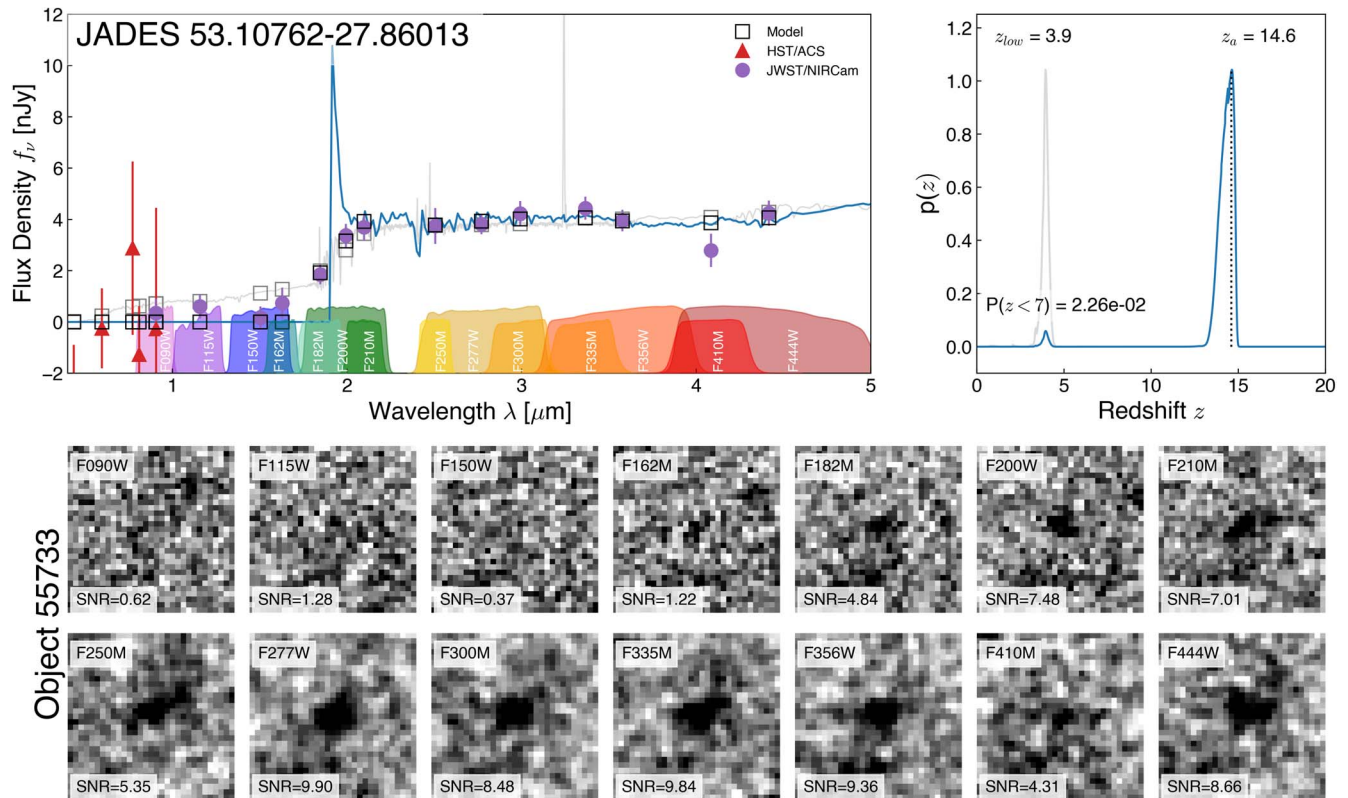 JADES 53.10762-27.86013
Model
HST/ACS
JWST/NIRCam
12
10
8
6
4
2
0
−2
Flux Density fν [nJy]
F090W
F115W
F150W
F162M
F182M
F200W
F210M
F250M
F277W
F300M
F335M
F356W
F410M
F444W
1
2
3
4
5
Wavelength λ [μm]
zlow = 3.9
za = 14.6
P(z < 7) = 2.26e-02
1.2
1.0
0.8
0.6
0.4
0.2
0.0
p(z)
0
5
10
15
20
Redshift z
Object 55733
F090W
F115W
F150W
F162M
F182M
F200W
F210M
SNR=0.62
SNR=1.28
SNR=0.37
SNR=1.22
SNR=4.84
SNR=7.48
SNR=7.01
F250M
F277W
F300M
F335M
F356W
F410M
F444W
SNR=5.35
SNR=9.90
SNR=8.48
SNR=9.84
SNR=9.36
SNR=4.31
SNR=8.66